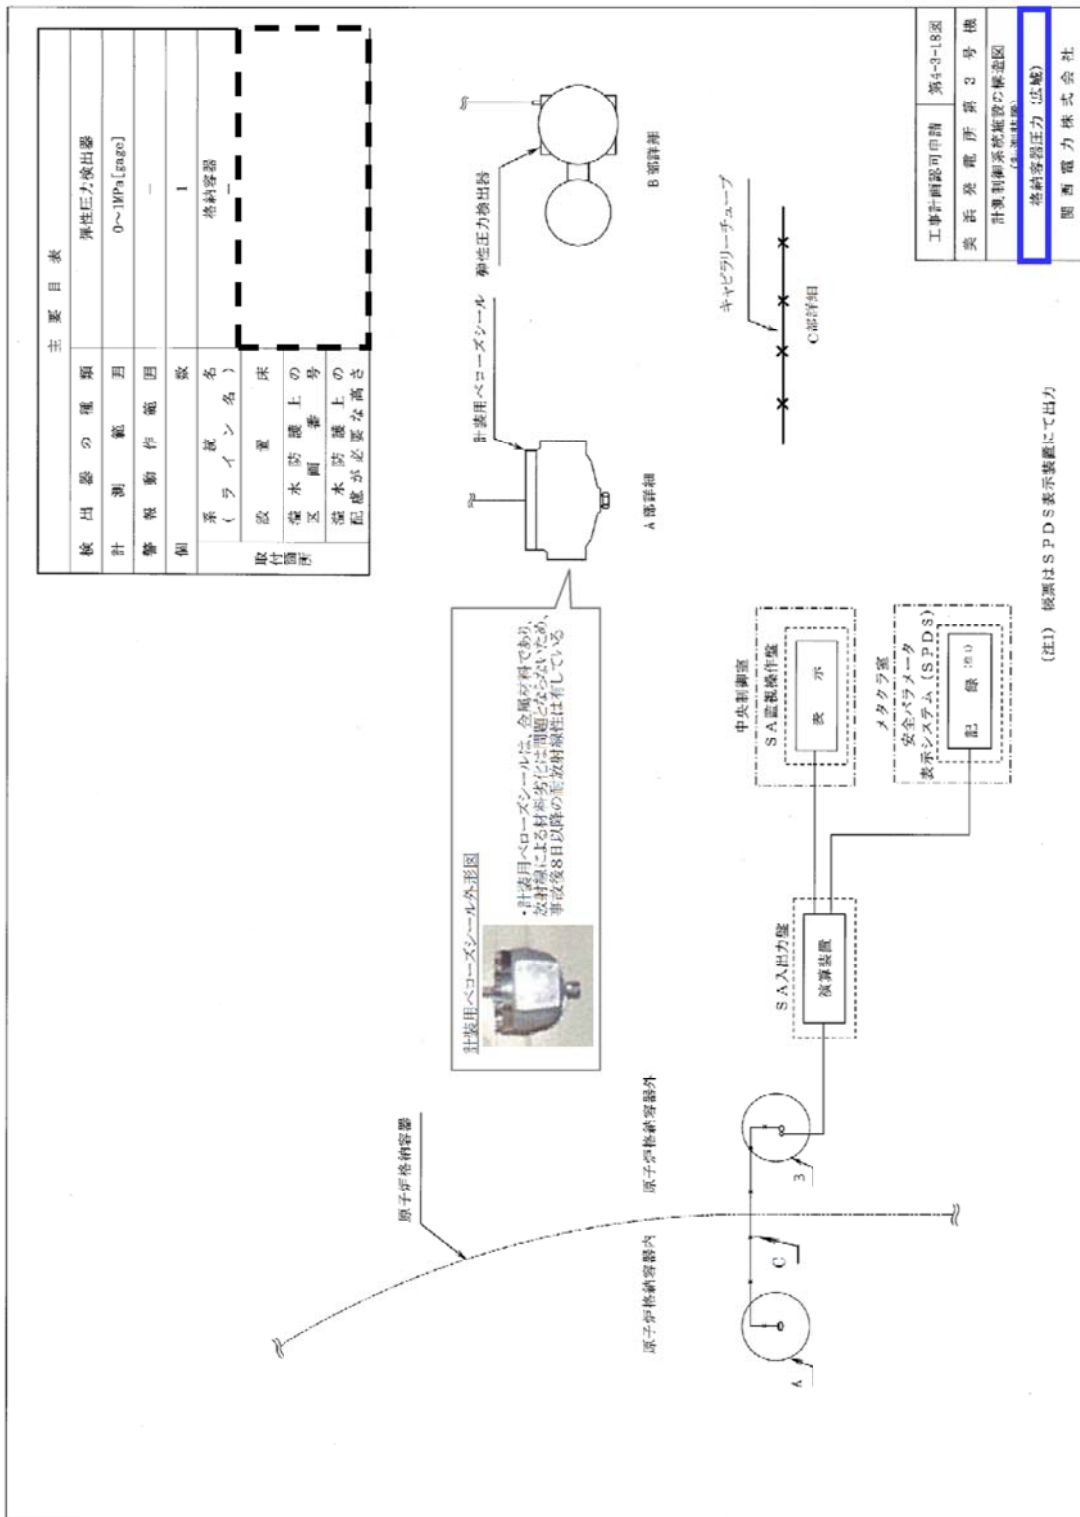 主要目表
検出器の種類 弾性圧力検出器
計測範囲 0～1MPa[gage]
警報動作範囲 －
個数 1
取付箇所
系統名
(ライン名) 格納容器
－
設置床
溢水防護上の
区画番号
溢水防護上の
配慮が必要な高さ
計装用ベローズシール外形図
・計装用ベローズシールは、金属材料であり、
放射線による材料劣化は問題とならないため、
事故後8日以降の耐放射線性は有している
計装用ベローズシール
A部詳細
弾性圧力検出器
B部詳細
キャピラリーチューブ
C部詳細
原子炉格納容器
原子炉格納容器内
原子炉格納容器外
A
C
B
SA入出力盤
演算装置
中央制御室
SA監視操作盤
表示
メタクラ室
安全パラメータ
表示システム(SPDS)
記録(注1)
(注1) 帳票はSPDS表示装置にて出力
工事計画認可申請 第4-3-18図
美浜発電所第3号機
計測制御系統施設の構造図
(計測装置)
格納容器圧力(広域)
関西電力株式会社